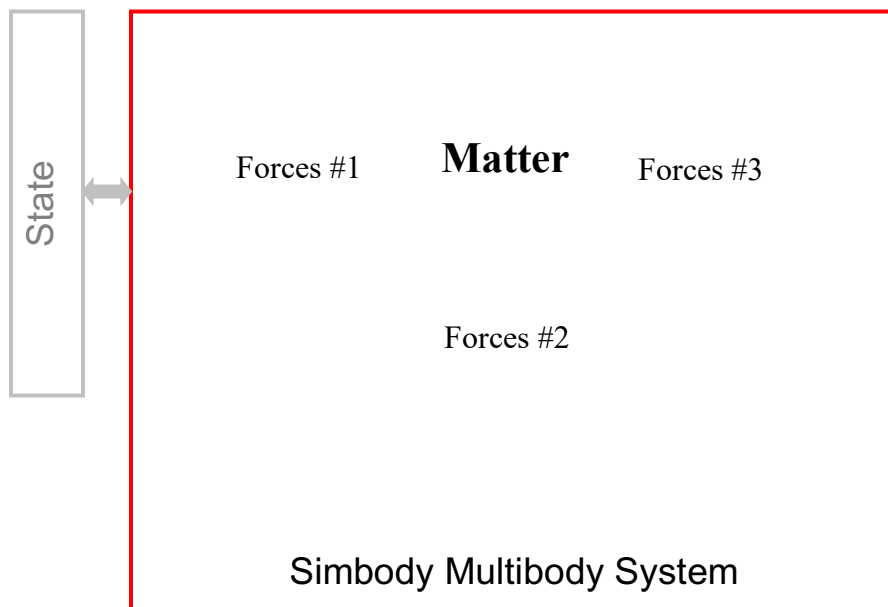 State
Forces #1
Matter
Forces #3
Forces #2
Simbody Multibody System